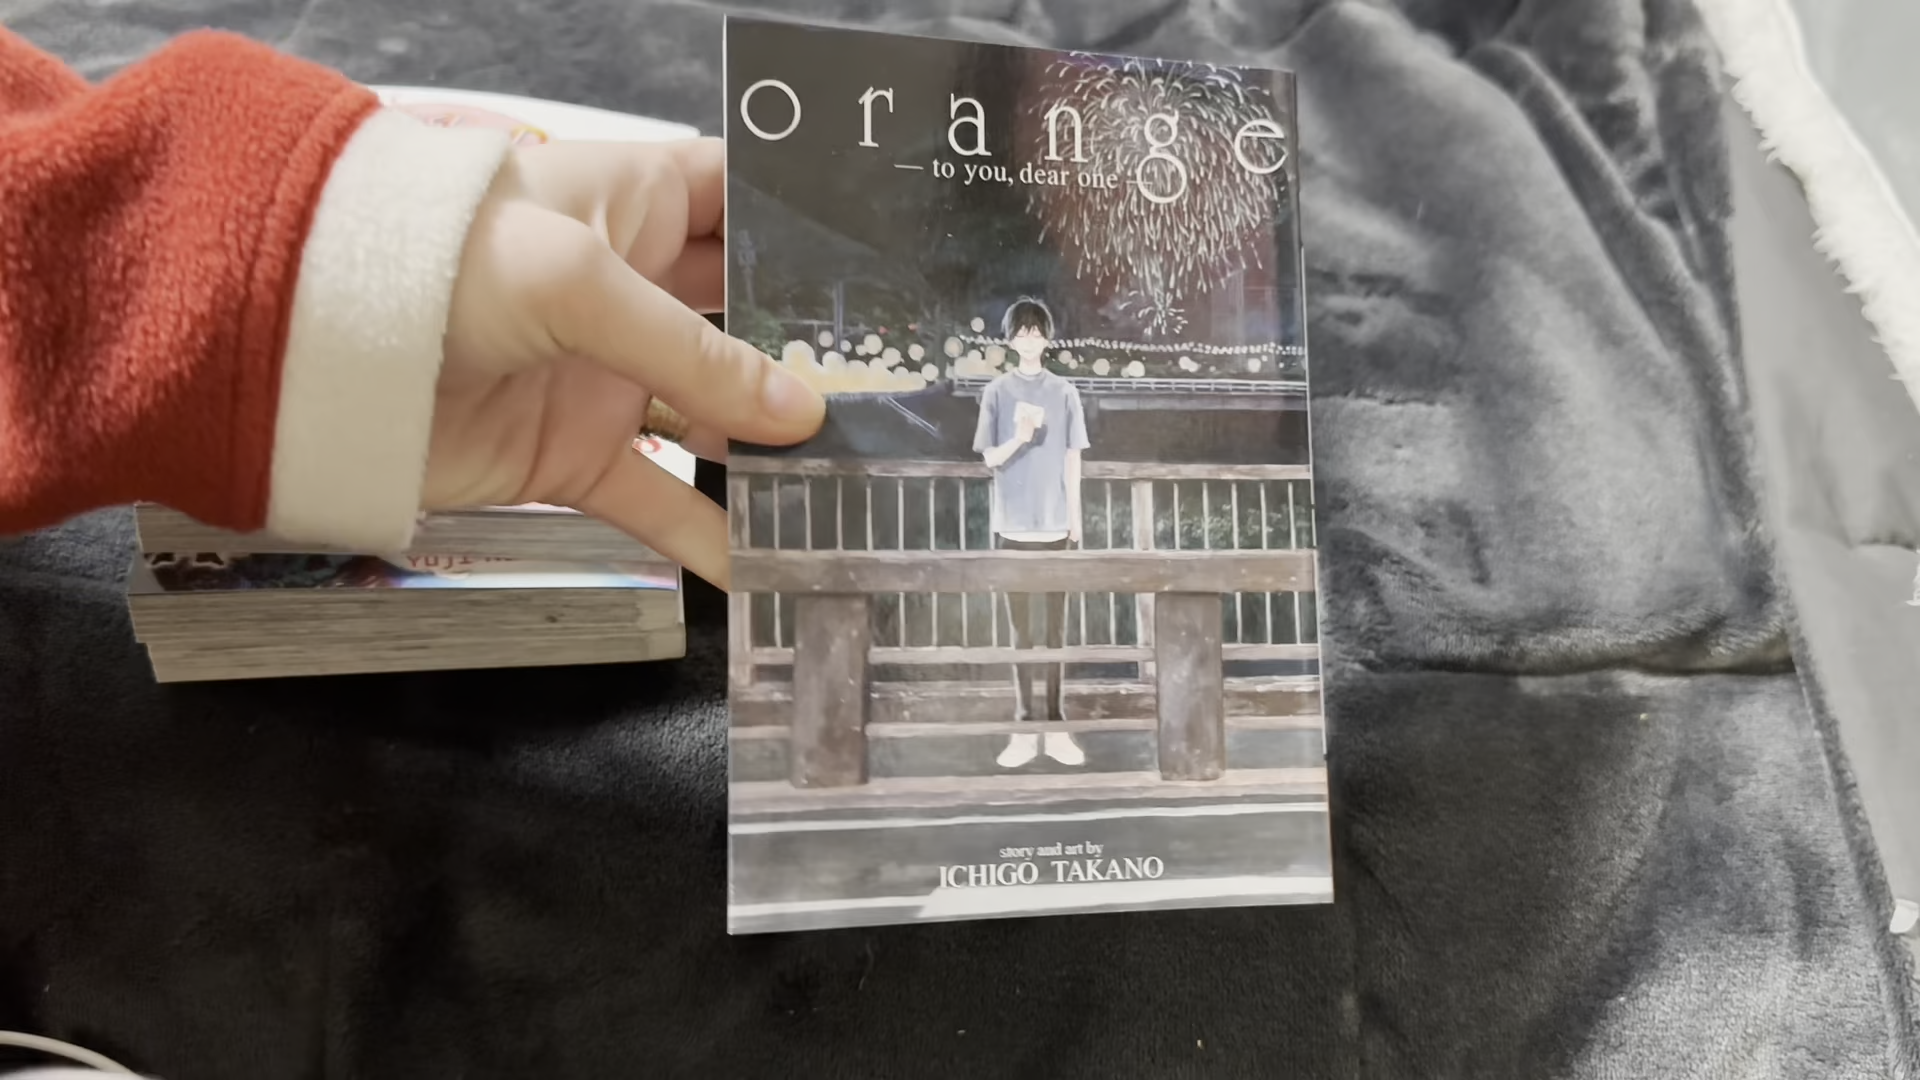 orange
— to you, dear one —
story and art by
ICHIGO TAKANO